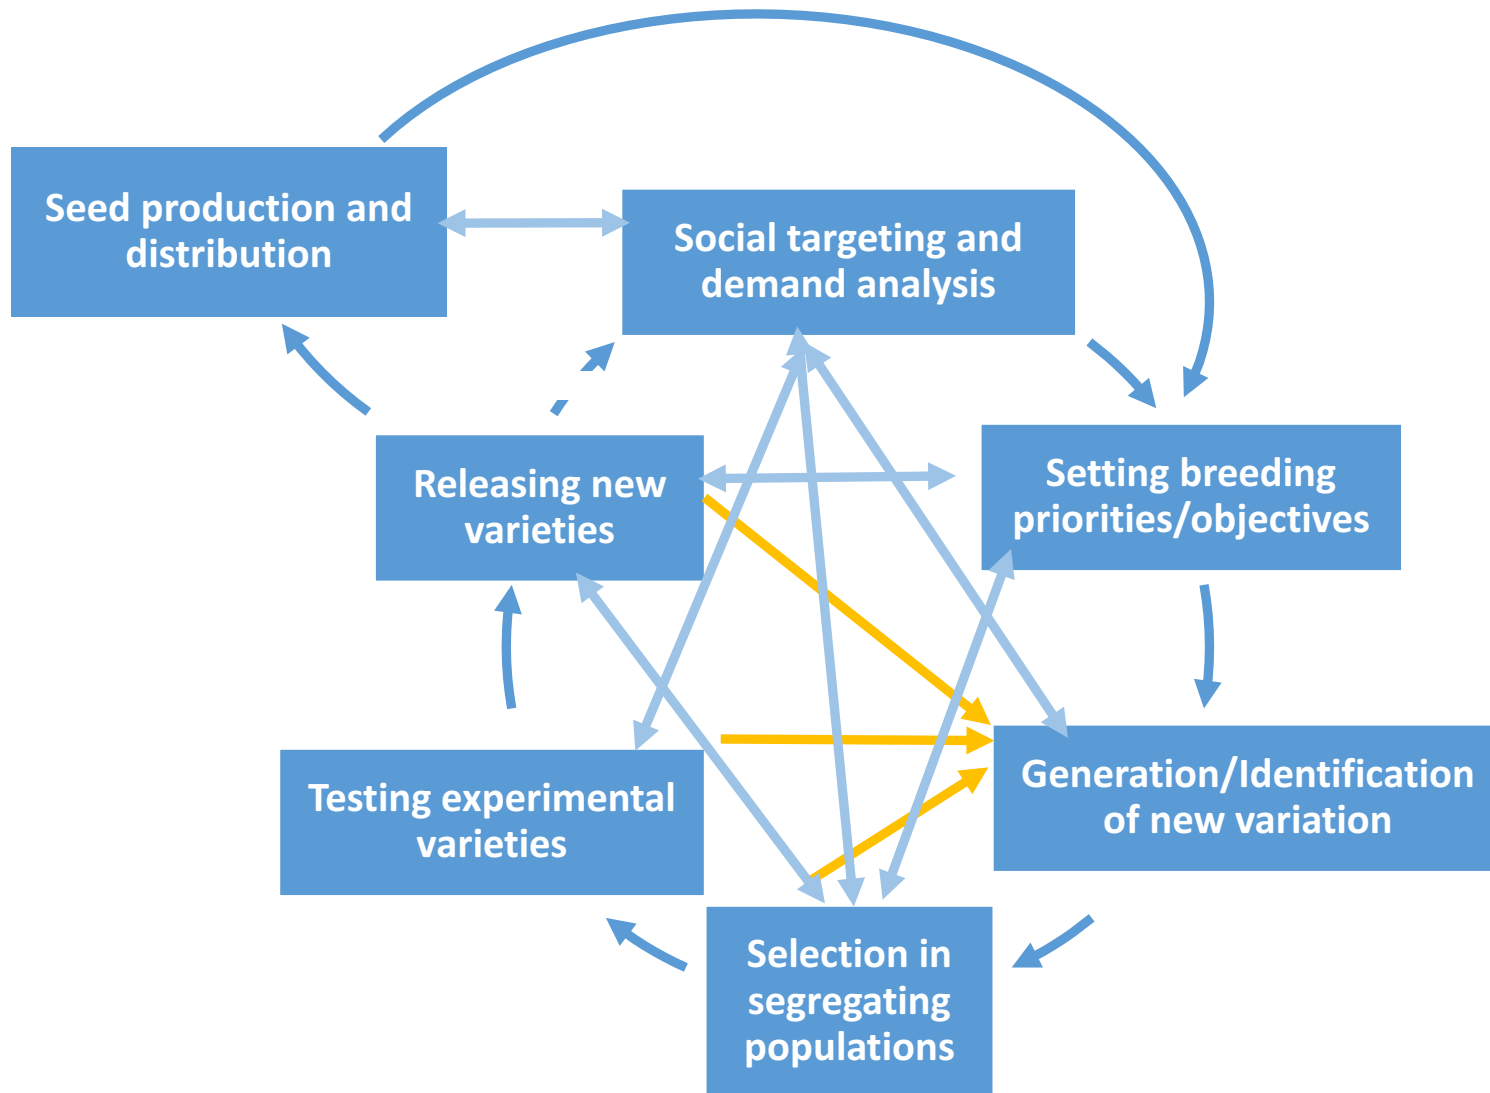 Seed production and
distribution
Social targeting and
demand analysis
Releasing new
varieties
Setting breeding
priorities/objectives
Testing experimental
varieties
Generation/Identification
of new variation
Selection in
segregating
populations